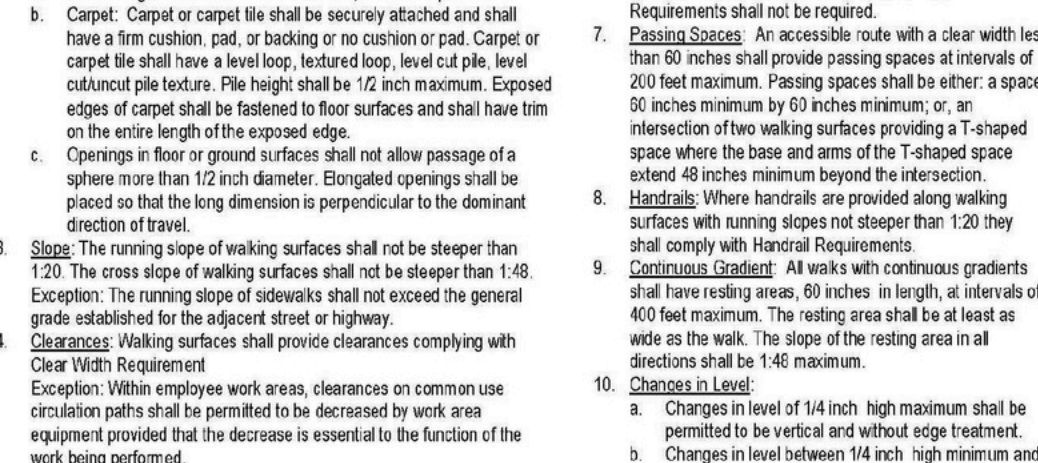 b. Carpet: Carpet or carpet tile shall be securely attached and shall
have a firm cushion, pad, or backing or no cushion or pad. Carpet or
carpet tile shall have a level loop, textured loop, level cut pile, level
cut/uncut pile texture. Pile height shall be 1/2 inch maximum. Exposed
edges of carpet shall be fastened to floor surfaces and shall have trim
on the entire length of the exposed edge.
c. Openings in floor or ground surfaces shall not allow passage of a
sphere more than 1/2 inch diameter. Elongated openings shall be
placed so that the long dimension is perpendicular to the dominant
direction of travel.
3. Slope: The running slope of walking surfaces shall not be steeper than
1:20. The cross slope of walking surfaces shall not be steeper than 1:48.
Exception: The running slope of sidewalks shall not exceed the general
grade established for the adjacent street or highway.
4. Clearances: Walking surfaces shall provide clearances complying with
Clear Width Requirement
Exception: Within employee work areas, clearances on common use
circulation paths shall be permitted to be decreased by work area
equipment provided that the decrease is essential to the function of the
work being performed.
Requirements shall not be required.
7. Passing Spaces: An accessible route with a clear width les
than 60 inches shall provide passing spaces at intervals of
200 feet maximum. Passing spaces shall be either: a space
60 inches minimum by 60 inches minimum; or, an
intersection of two walking surfaces providing a T-shaped
space where the base and arms of the T-shaped space
extend 48 inches minimum beyond the intersection.
8. Handrails: Where handrails are provided along walking
surfaces with running slopes not steeper than 1:20 they
shall comply with Handrail Requirements.
9. Continuous Gradient: All walks with continuous gradients
shall have resting areas, 60 inches in length, at intervals of
400 feet maximum. The resting area shall be at least as
wide as the walk. The slope of the resting area in all
directions shall be 1:48 maximum.
10. Changes in Level:
a. Changes in level of 1/4 inch high maximum shall be
permitted to be vertical and without edge treatment.
b. Changes in level between 1/4 inch high minimum and